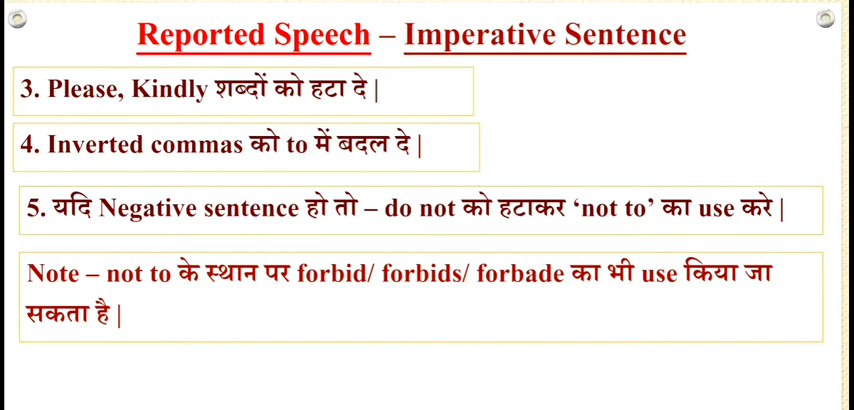 Reported Speech – Imperative Sentence
3. Please, Kindly शब्दों को हटा दे |
4. Inverted commas को to में बदल दे |
5. यदि Negative sentence हो तो – do not को हटाकर ‘not to’ का use करे |
Note – not to के स्थान पर forbid/ forbids/ forbade का भी use किया जा
सकता है |